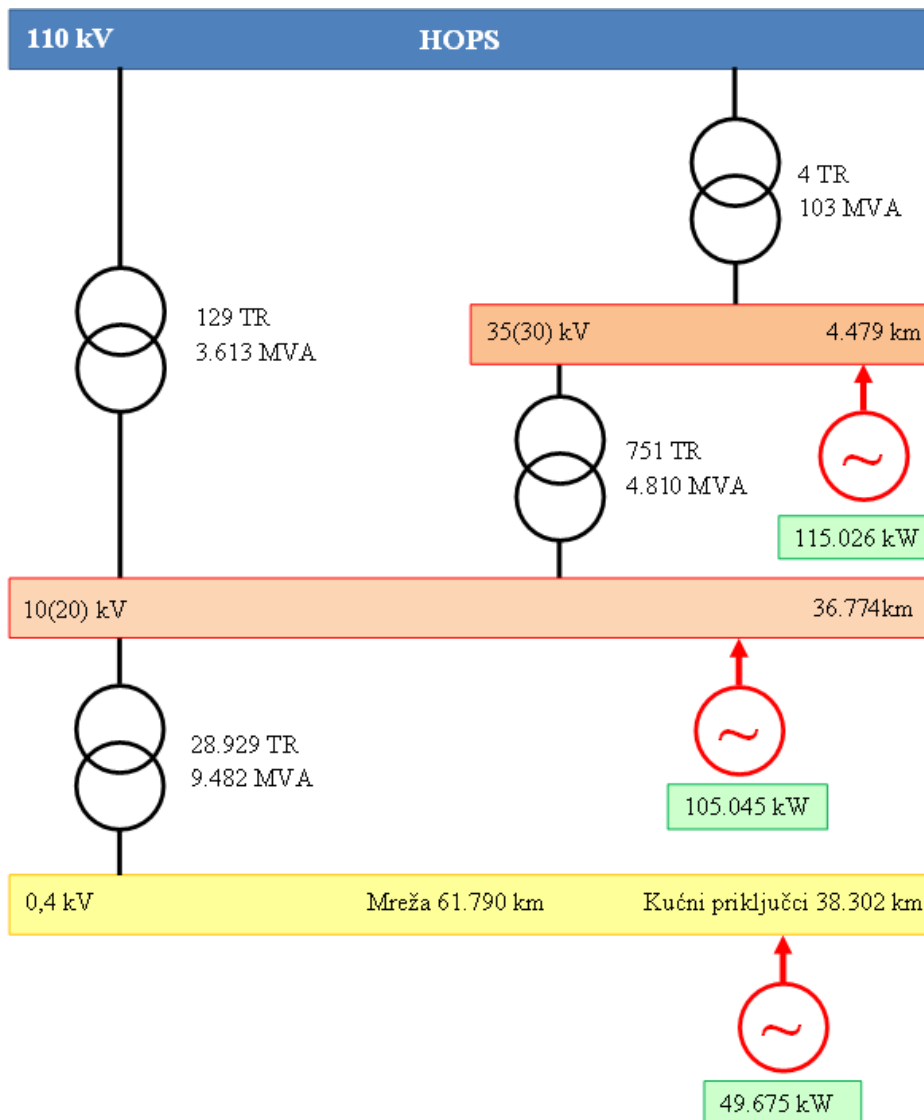 110 kV HOPS
4 TR
103 MVA
129 TR
3.613 MVA
35(30) kV 4.479 km
751 TR
4.810 MVA
~
115.026 kW
10(20) kV 36.774km
~
28.929 TR
9.482 MVA
105.045 kW
0,4 kV Mreža 61.790 km Kućni priključci 38.302 km
~
49.675 kW